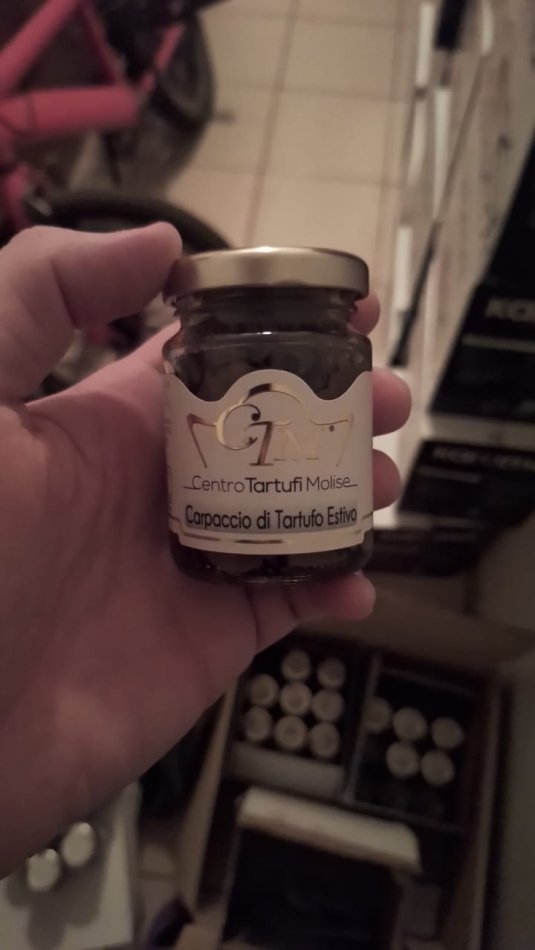 CTM®
Centro Tartufi Molise
Carpaccio di Tartufo Estivo